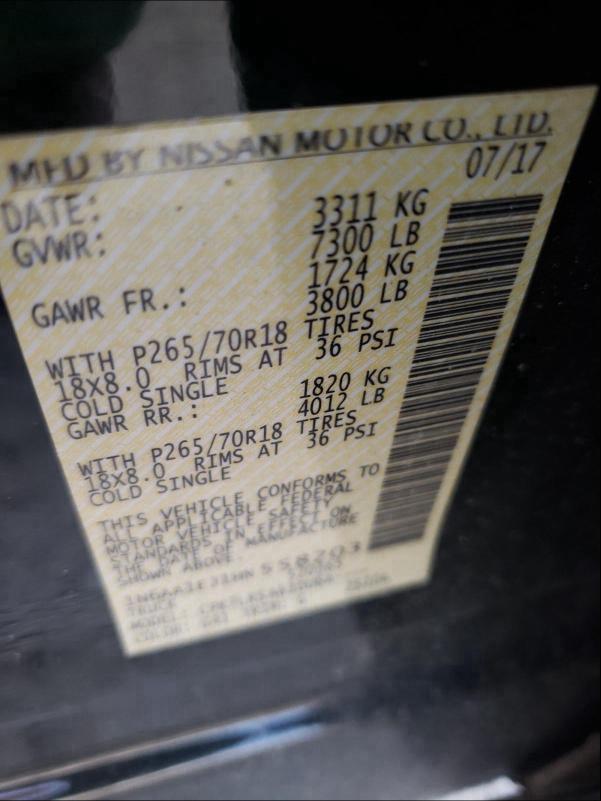 MFD BY NISSAN MOTOR CO., LTD.
DATE: 07/17
GVWR: 3311 KG
7300 LB
GAWR FR.: 1724 KG
3800 LB
WITH P265/70R18 TIRES
18X8.0 RIMS AT 36 PSI
COLD SINGLE
GAWR RR.: 1820 KG
4012 LB
WITH P265/70R18 TIRES
18X8.0 RIMS AT 36 PSI
COLD SINGLE
THIS VEHICLE CONFORMS TO
ALL APPLICABLE FEDERAL
MOTOR VEHICLE SAFETY
STANDARDS IN EFFECT ON
THE DATE OF MANUFACTURE
SHOWN ABOVE.
TRUCK
MODEL:
COLOR: